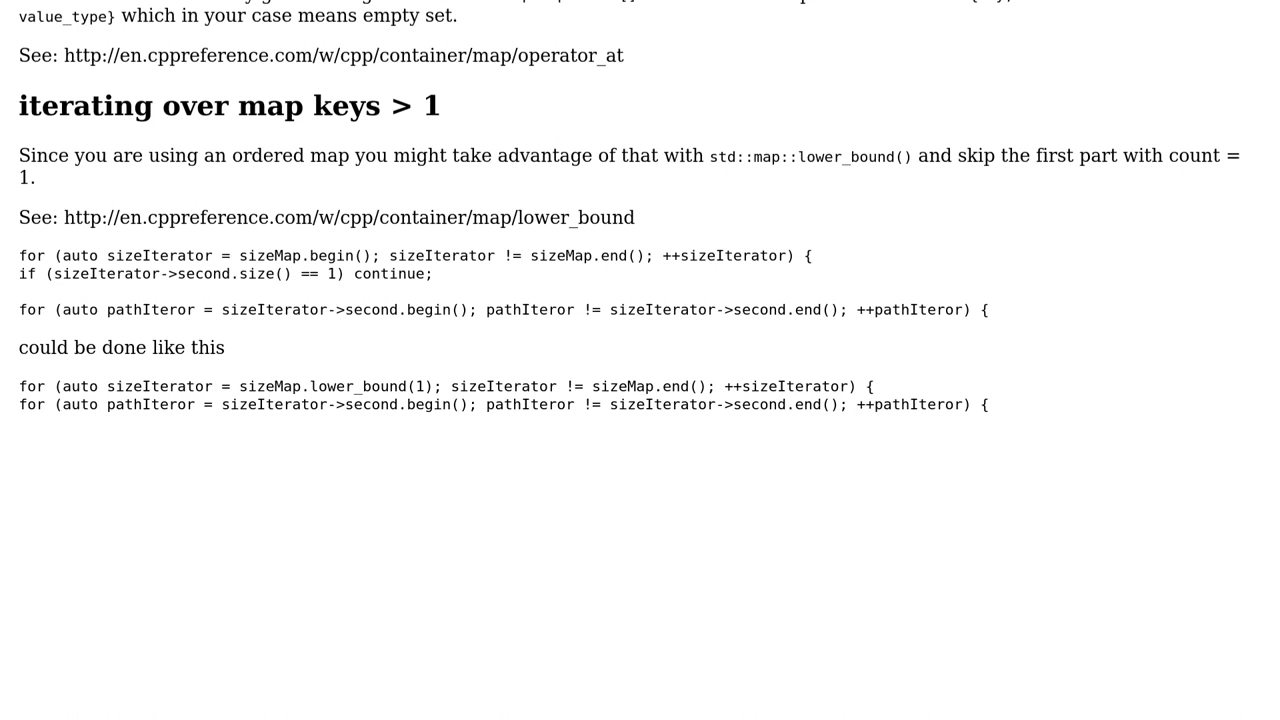 value_type} which in your case means empty set.
See: http://en.cppreference.com/w/cpp/container/map/operator_at
iterating over map keys > 1
Since you are using an ordered map you might take advantage of that with std::map::lower_bound() and skip the first part with count =
1.
See: http://en.cppreference.com/w/cpp/container/map/lower_bound
for (auto sizeIterator = sizeMap.begin(); sizeIterator != sizeMap.end(); ++sizeIterator) {
if (sizeIterator->second.size() == 1) continue;
for (auto pathIteror = sizeIterator->second.begin(); pathIteror != sizeIterator->second.end(); ++pathIteror) {
could be done like this
for (auto sizeIterator = sizeMap.lower_bound(1); sizeIterator != sizeMap.end(); ++sizeIterator) {
for (auto pathIteror = sizeIterator->second.begin(); pathIteror != sizeIterator->second.end(); ++pathIteror) {